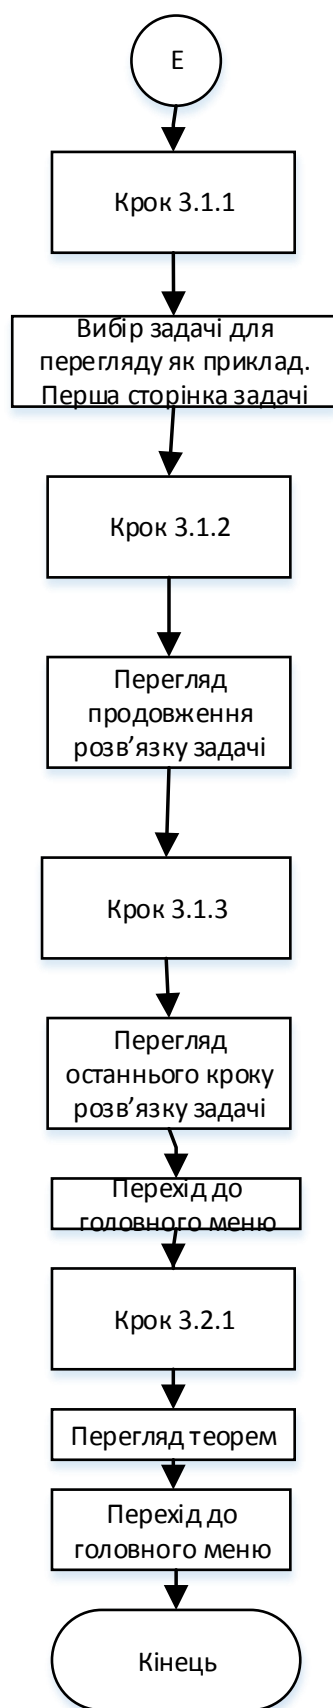 E
Крок 3.1.1
Вибір задачі для
перегляду як приклад.
Перша сторінка задачі
Крок 3.1.2
Перегляд
продовження
розв’язку задачі
Крок 3.1.3
Перегляд
останнього кроку
розв’язку задачі
Перехід до
головного меню
Крок 3.2.1
Перегляд теорем
Перехід до
головного меню
Кінець